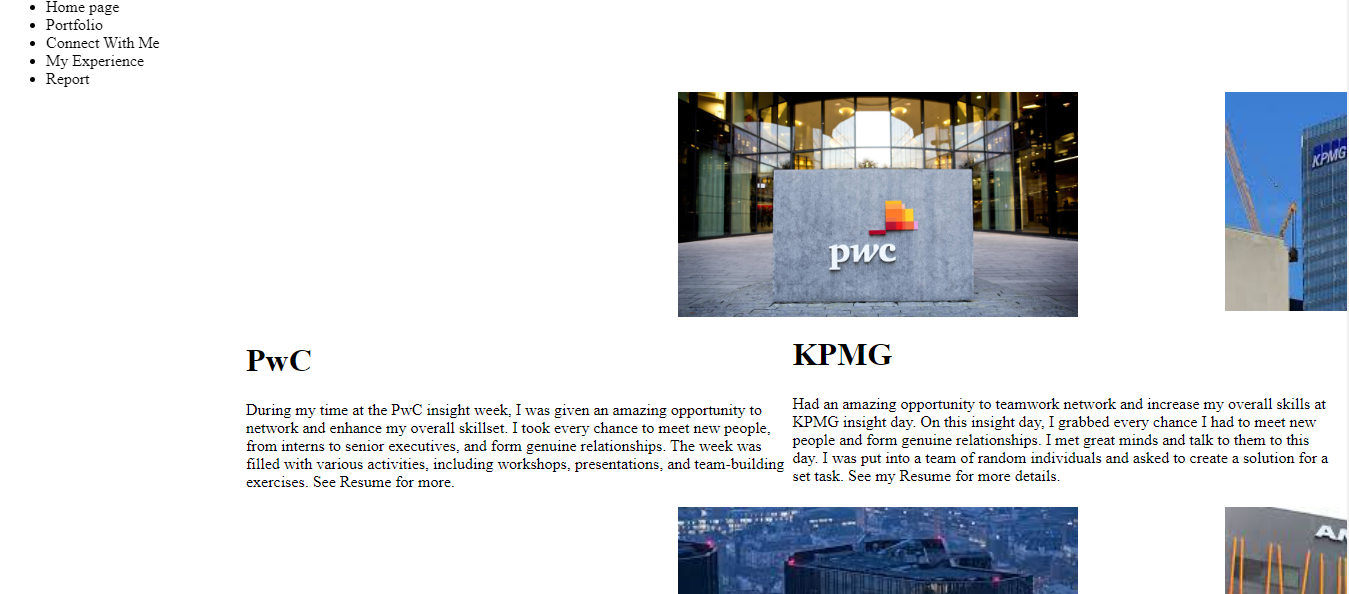 Home page
Portfolio
Connect With Me
My Experience
Report
pwc
KPMG
PwC
During my time at the PwC insight week, I was given an amazing opportunity to
network and enhance my overall skillset. I took every chance to meet new people,
from interns to senior executives, and form genuine relationships. The week was
filled with various activities, including workshops, presentations, and team-building
exercises. See Resume for more.
KPMG
Had an amazing opportunity to teamwork network and increase my overall skills at
KPMG insight day. On this insight day, I grabbed every chance I had to meet new
people and form genuine relationships. I met great minds and talk to them to this
day. I was put into a team of random individuals and asked to create a solution for a
set task. See my Resume for more details.